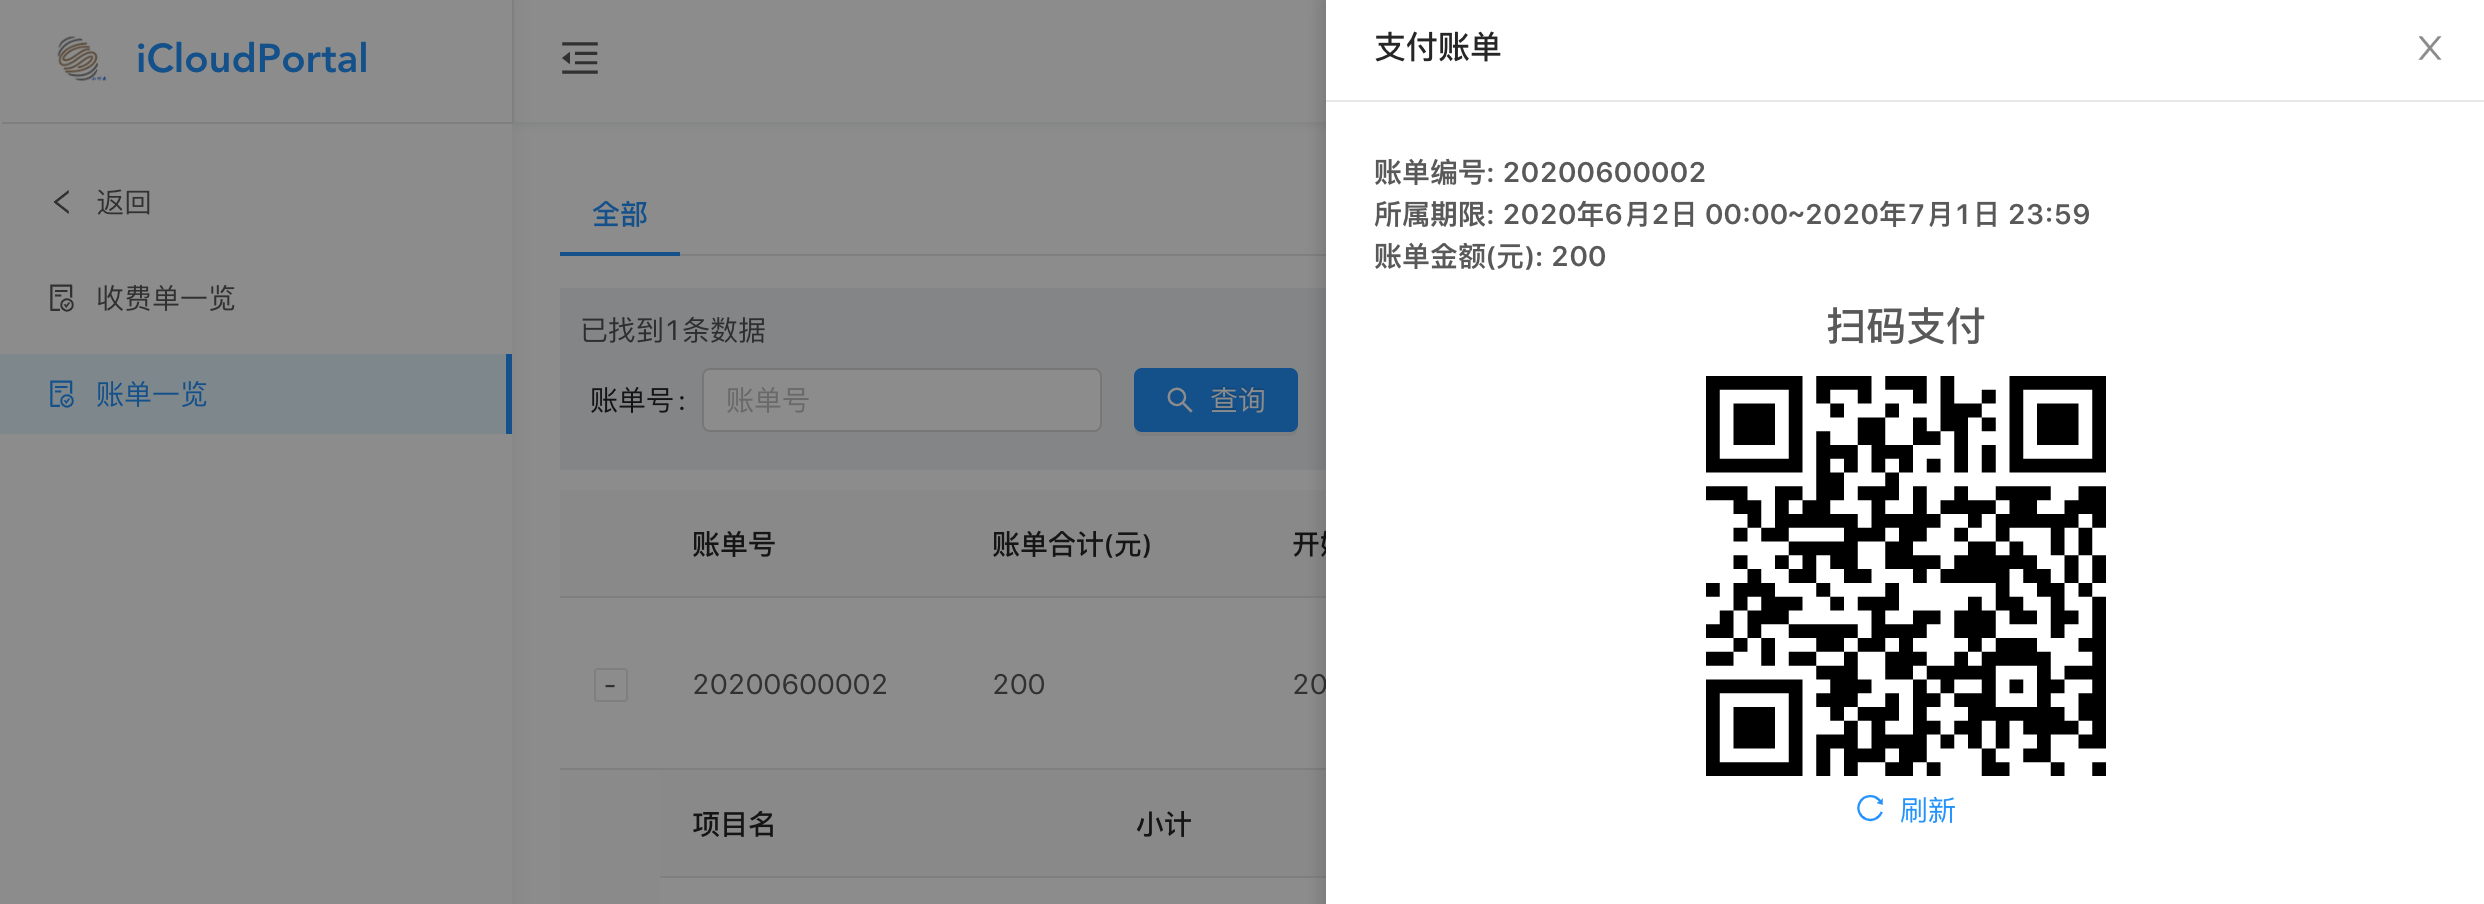 iCloudPortal
返回
收费单一览
账单一览
全部
已找到1条数据
账单号:
账单号
查询
账单号
账单合计(元)
开
20200600002
200
20
项目名
小计
支付账单
账单编号: 20200600002
所属期限: 2020年6月2日 00:00~2020年7月1日 23:59
账单金额(元): 200
扫码支付
刷新